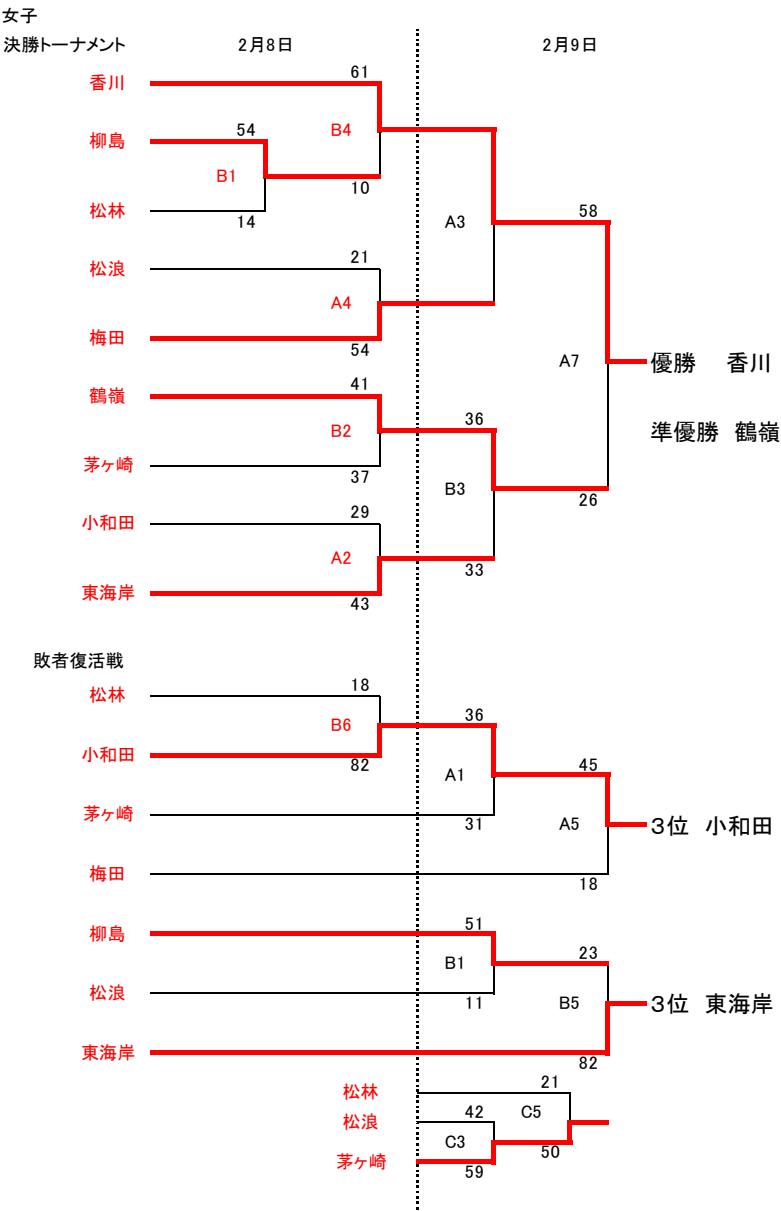 女子
決勝トーナメント 2月8日 2月9日
61
香川
54 B4
柳島
B1
10
松林 58
14 A3
21
松浪
A4
梅田
54
優勝 香川
A7
41
鶴嶺
36
B2 準優勝 鶴嶺
茅ヶ崎
37
B3
26
29
小和田
A2
33
東海岸
43
敗者復活戦
18
松林
36
B6
小和田 45
82
A1
茅ヶ崎
31 A5 3位 小和田
梅田
18
51
柳島
23
B1
松浪
11 B5 3位 東海岸
東海岸
82
21
松林
42 C5
松浪
C3
50
茅ヶ崎
59